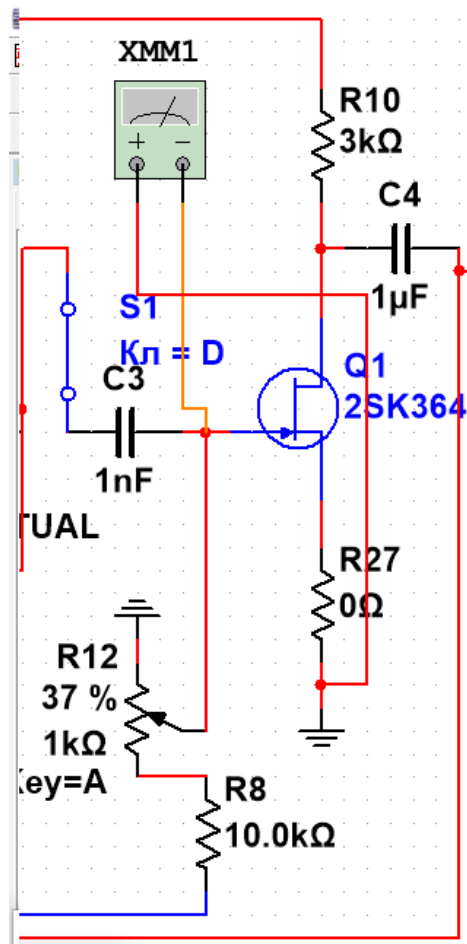 XMM1
+ −
R10
3kΩ
C4
1µF
S1
Кл = D
C3
1nF
Q1
2SK364
TUAL
R27
0Ω
R12
37 %
1kΩ
ey=A
R8
10.0kΩ